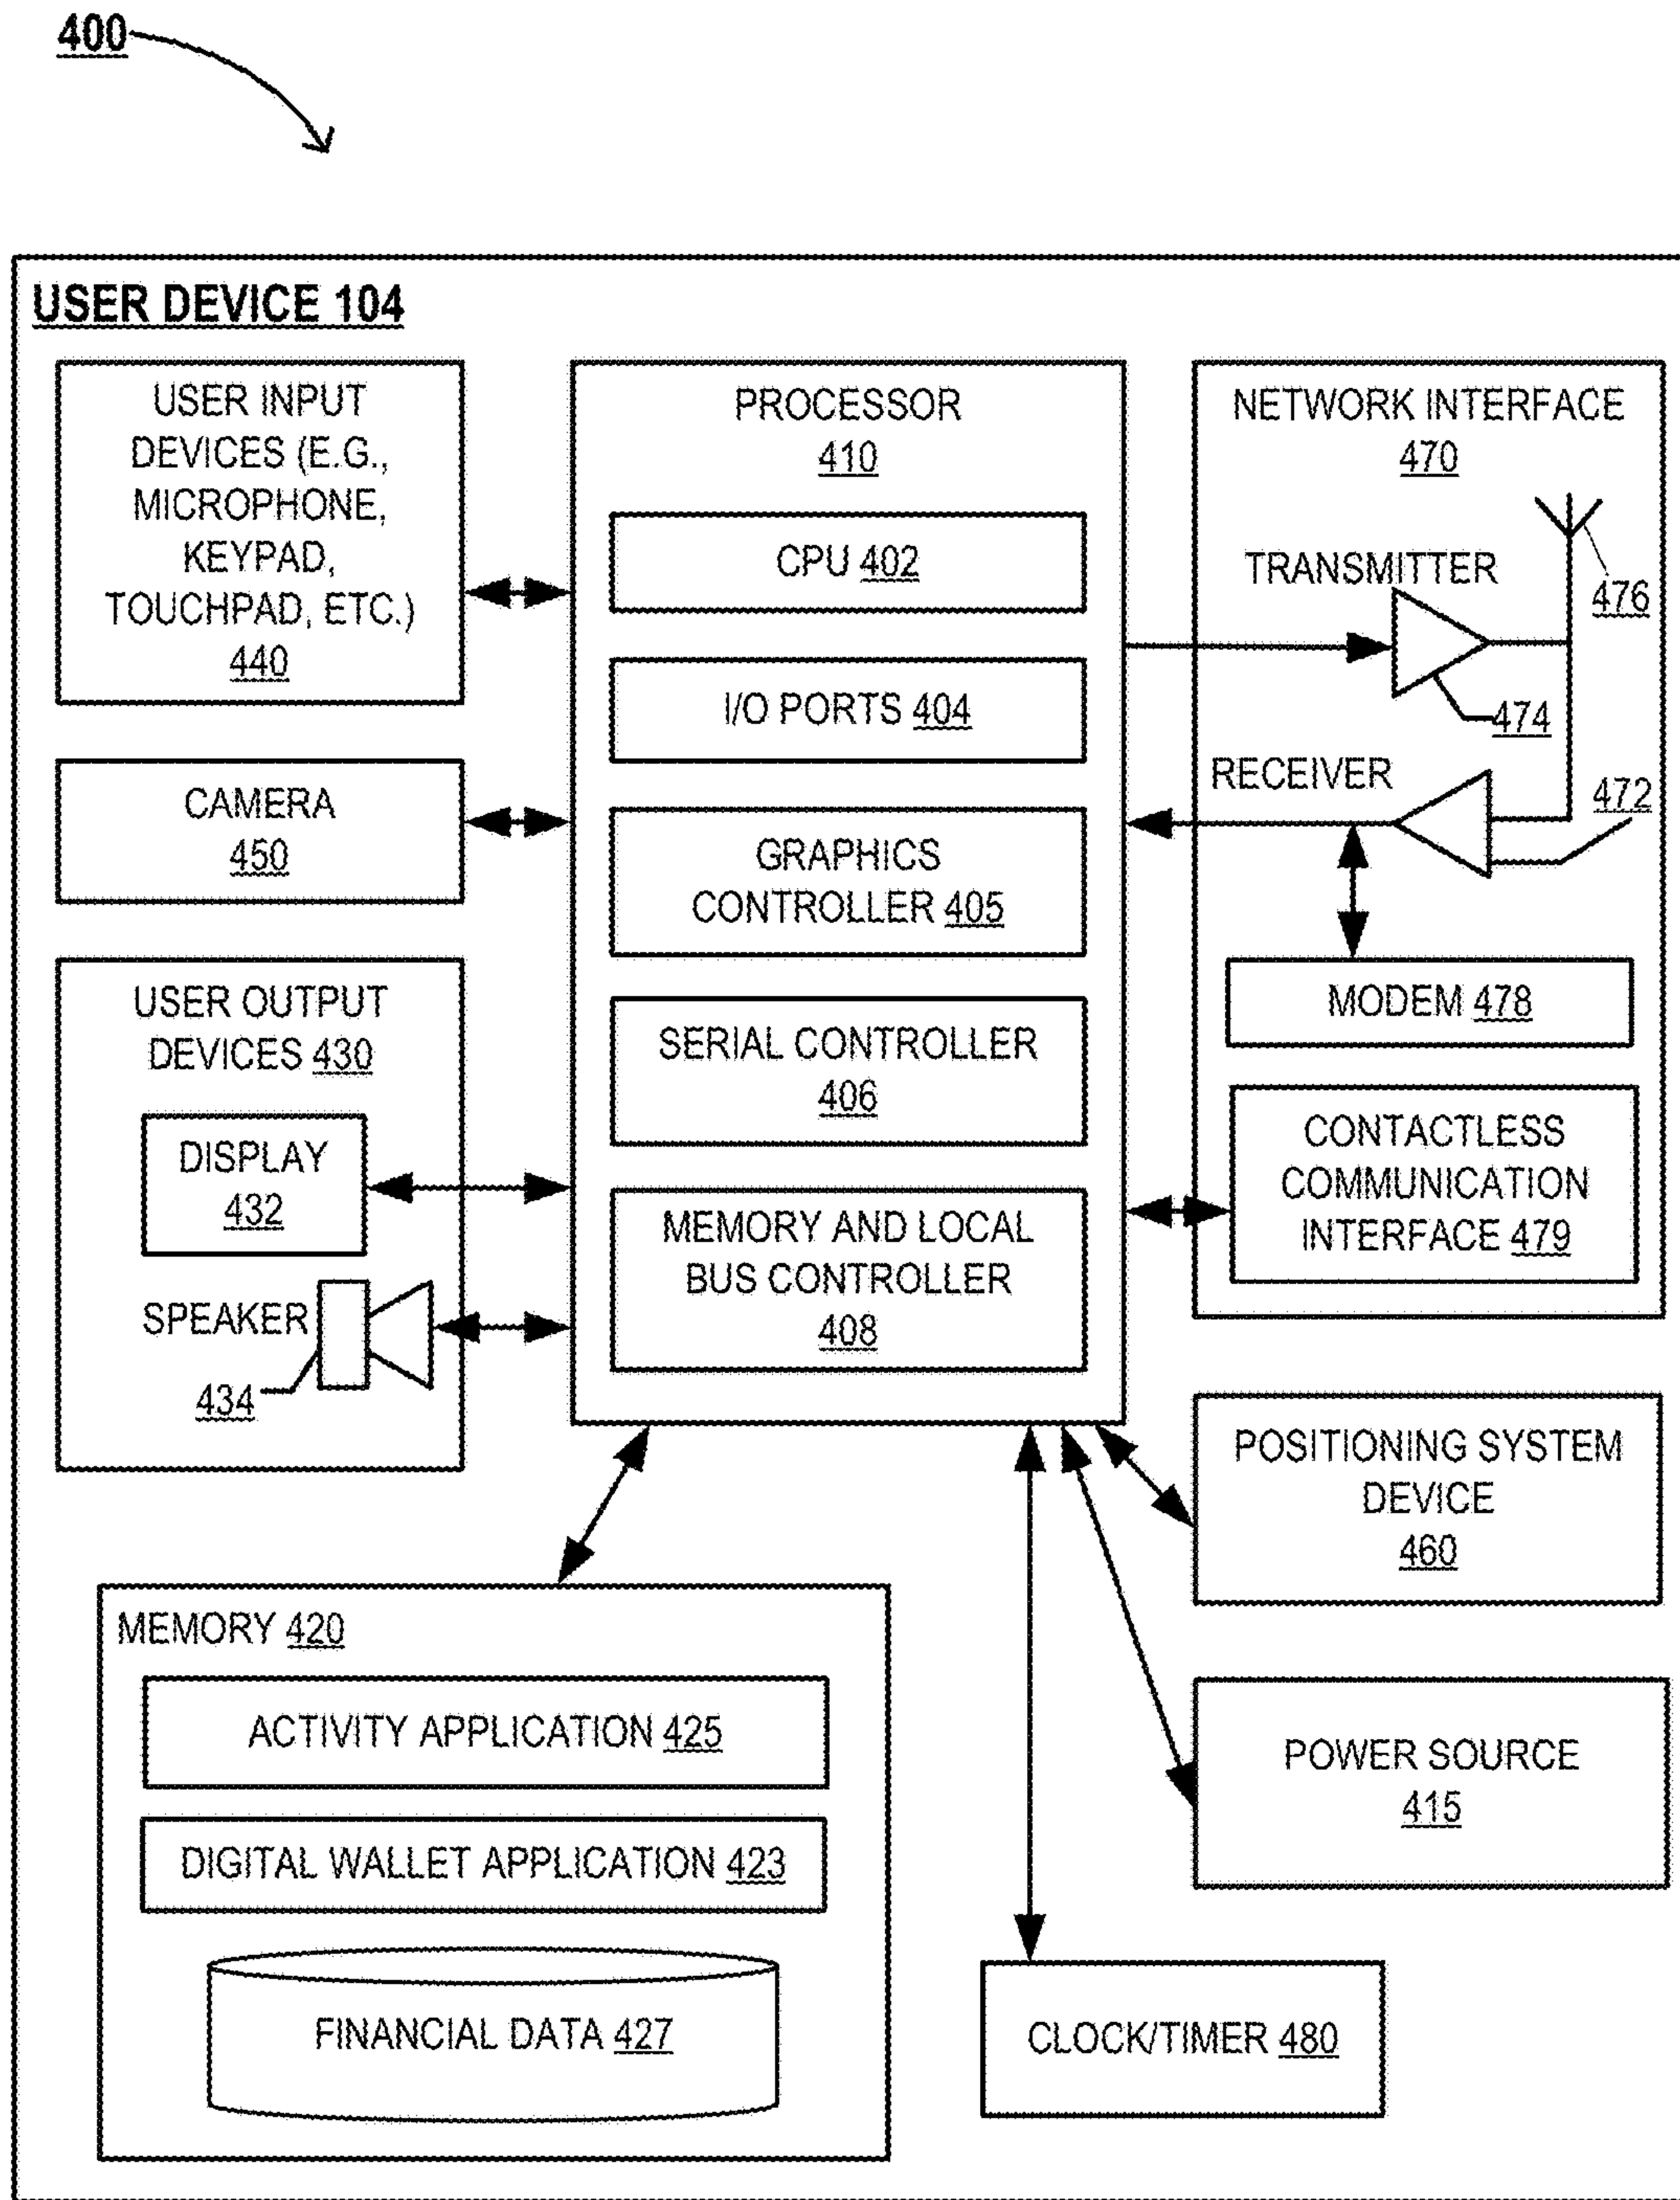 400
USER DEVICE 104
USER INPUT
DEVICES (E.G.,
MICROPHONE,
KEYPAD,
TOUCHPAD, ETC.)
440
CAMERA
450
USER OUTPUT
DEVICES 430
DISPLAY
432
SPEAKER
434
PROCESSOR
410
CPU 402
I/O PORTS 404
GRAPHICS
CONTROLLER 405
SERIAL CONTROLLER
406
MEMORY AND LOCAL
BUS CONTROLLER
408
NETWORK INTERFACE
470
TRANSMITTER
476
474
RECEIVER
472
MODEM 478
CONTACTLESS
COMMUNICATION
INTERFACE 479
POSITIONING SYSTEM
DEVICE
460
POWER SOURCE
415
MEMORY 420
ACTIVITY APPLICATION 425
DIGITAL WALLET APPLICATION 423
FINANCIAL DATA 427
CLOCK/TIMER 480